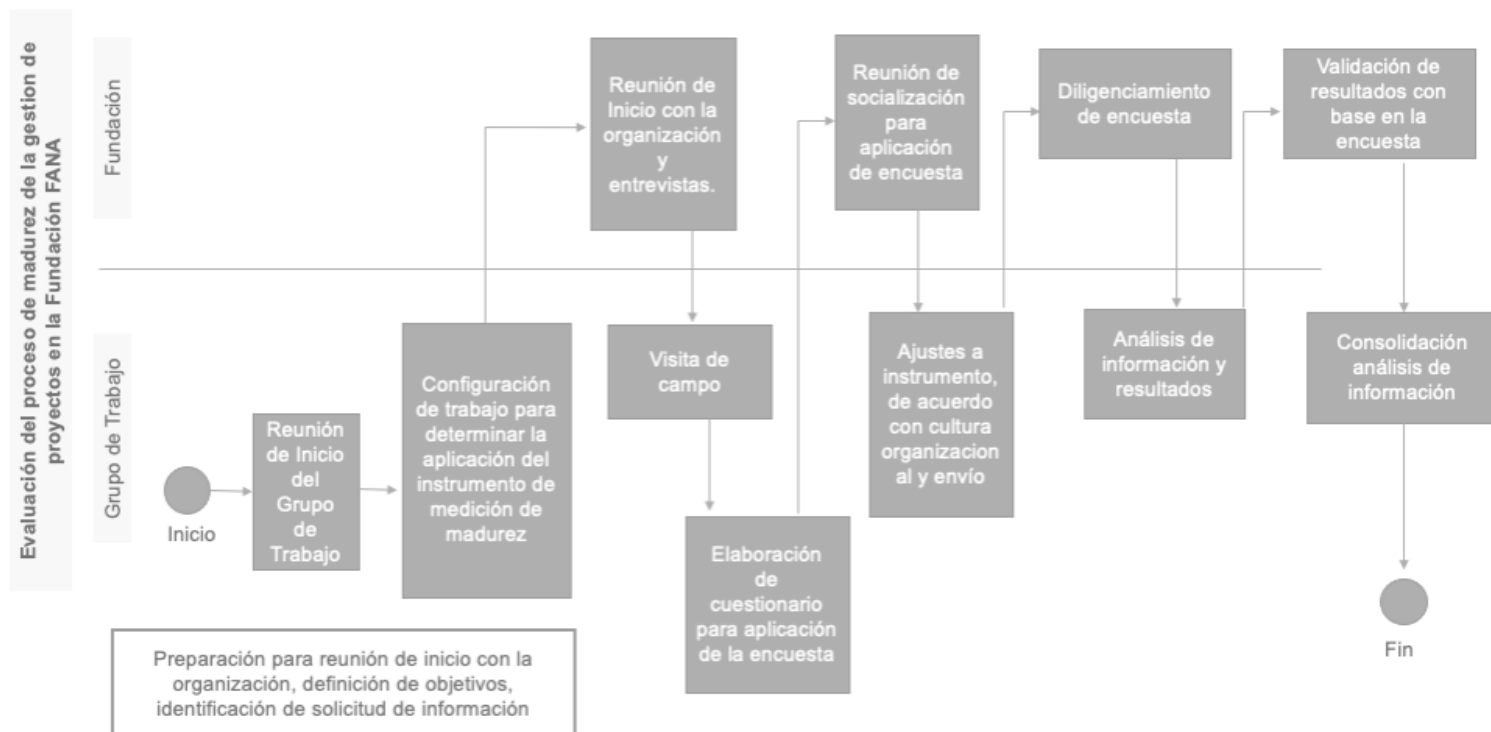 Evaluación del proceso de madurez de la gestion de
proyectos en la Fundación FANA
Fundación
Grupo de Trabajo
Inicio
Reunión
de Inicio
del
Grupo
de
Trabajo
Configuración
de trabajo para
determinar la
aplicación del
instrumento de
medición de
madurez
Reunión de
Inicio con la
organización
y
entrevistas.
Visita de
campo
Elaboración
de
cuestionario
para aplicación
de la encuesta
Reunión de
socialización
para
aplicación
de encuesta
Ajustes a
instrumento,
de acuerdo
con cultura
organizacion
al y envío
Diligenciamiento
de encuesta
Análisis de
información y
resultados
Validación de
resultados con
base en la
encuesta
Consolidación
análisis de
información
Fin
Preparación para reunión de inicio con la
organización, definición de objetivos,
identificación de solicitud de información